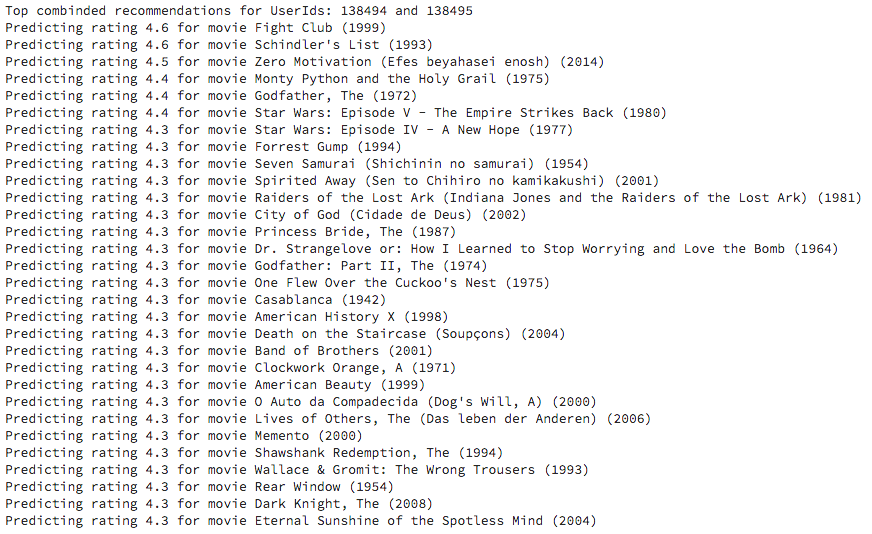 Top combinded recommendations for UserIds: 138494 and 138495
Predicting rating 4.6 for movie Fight Club (1999)
Predicting rating 4.6 for movie Schindler's List (1993)
Predicting rating 4.5 for movie Zero Motivation (Efes beyahasei enosh) (2014)
Predicting rating 4.4 for movie Monty Python and the Holy Grail (1975)
Predicting rating 4.4 for movie Godfather, The (1972)
Predicting rating 4.4 for movie Star Wars: Episode V - The Empire Strikes Back (1980)
Predicting rating 4.3 for movie Star Wars: Episode IV - A New Hope (1977)
Predicting rating 4.3 for movie Forrest Gump (1994)
Predicting rating 4.3 for movie Seven Samurai (Shichinin no samurai) (1954)
Predicting rating 4.3 for movie Spirited Away (Sen to Chihiro no kamikakushi) (2001)
Predicting rating 4.3 for movie Raiders of the Lost Ark (Indiana Jones and the Raiders of the Lost Ark) (1981)
Predicting rating 4.3 for movie City of God (Cidade de Deus) (2002)
Predicting rating 4.3 for movie Princess Bride, The (1987)
Predicting rating 4.3 for movie Dr. Strangelove or: How I Learned to Stop Worrying and Love the Bomb (1964)
Predicting rating 4.3 for movie Godfather: Part II, The (1974)
Predicting rating 4.3 for movie One Flew Over the Cuckoo's Nest (1975)
Predicting rating 4.3 for movie Casablanca (1942)
Predicting rating 4.3 for movie American History X (1998)
Predicting rating 4.3 for movie Death on the Staircase (Soupçons) (2004)
Predicting rating 4.3 for movie Band of Brothers (2001)
Predicting rating 4.3 for movie Clockwork Orange, A (1971)
Predicting rating 4.3 for movie American Beauty (1999)
Predicting rating 4.3 for movie O Auto da Compadecida (Dog's Will, A) (2000)
Predicting rating 4.3 for movie Lives of Others, The (Das leben der Anderen) (2006)
Predicting rating 4.3 for movie Memento (2000)
Predicting rating 4.3 for movie Shawshank Redemption, The (1994)
Predicting rating 4.3 for movie Wallace & Gromit: The Wrong Trousers (1993)
Predicting rating 4.3 for movie Rear Window (1954)
Predicting rating 4.3 for movie Dark Knight, The (2008)
Predicting rating 4.3 for movie Eternal Sunshine of the Spotless Mind (2004)